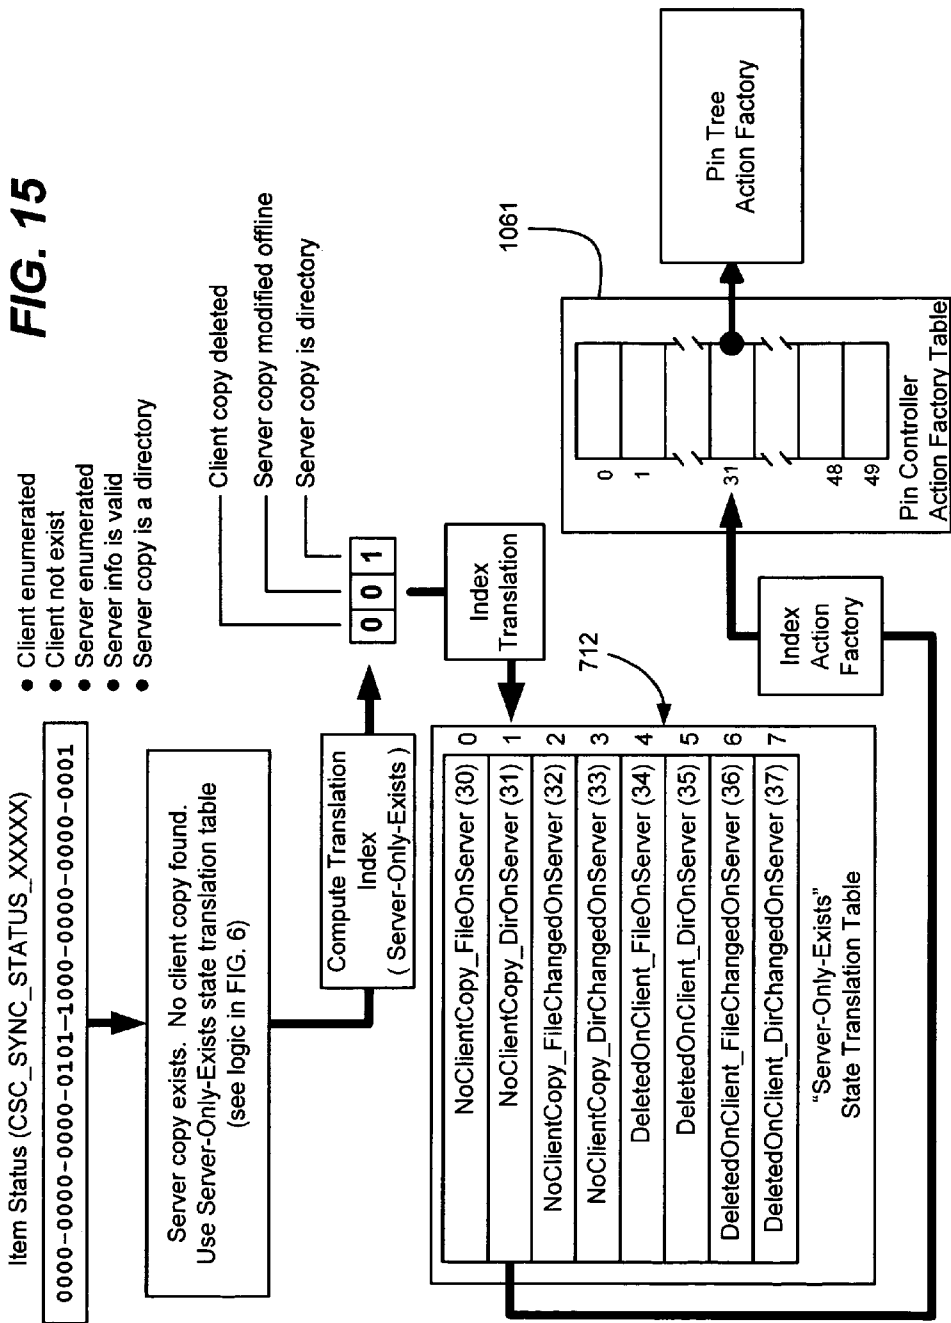 FIG. 15
Item Status (CSC_SYNC_STATUS_XXXXX)
0000-0000-0000-0101-1000-0000-0000-0001
● Client enumerated
● Client not exist
● Server enumerated
● Server info is valid
● Server copy is a directory
Server copy exists. No client copy found.
Use Server-Only-Exists state translation table
(see logic in FIG. 6)
Compute Translation
Index
( Server-Only-Exists )
0 0 1
Client copy deleted
Server copy modified offline
Server copy is directory
Index
Translation
712
NoClientCopy_FileOnServer (30) 0
NoClientCopy_DirOnServer (31) 1
NoClientCopy_FileChangedOnServer (32) 2
NoClientCopy_DirChangedOnServer (33) 3
DeletedOnClient_FileOnServer (34) 4
DeletedOnClient_DirOnServer (35) 5
DeletedOnClient_FileChangedOnServer (36) 6
DeletedOnClient_DirChangedOnServer (37) 7
“Server-Only-Exists”
State Translation Table
Index
Action
Factory
1061
0
1
31
48
49
Pin Controller
Action Factory Table
Pin Tree
Action Factory